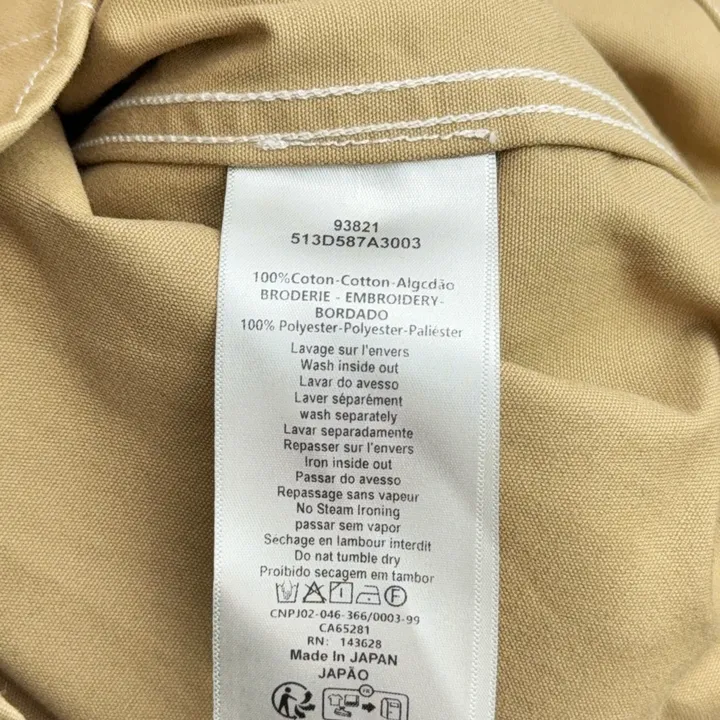 93821
513D587A3003
100%Coton-Cotton-Algcdão
BRODERIE - EMBROIDERY-
BORDADO
100% Polyester-Polyester-Paliéster
Lavage sur l'envers
Wash inside out
Lavar do avesso
Laver séparément
wash separately
Lavar separadamente
Repasser sur l'envers
Iron inside out
Passar do avesso
Repassage sans vapeur
No Steam Ironing
passar sem vapor
Séchage en lambour interdit
Do nat tumble dry
Proibido secagem em tambor
F
CNPJ02-046-366/0003-99
CA65281
RN: 143628
Made In JAPAN
JAPÃO
FR